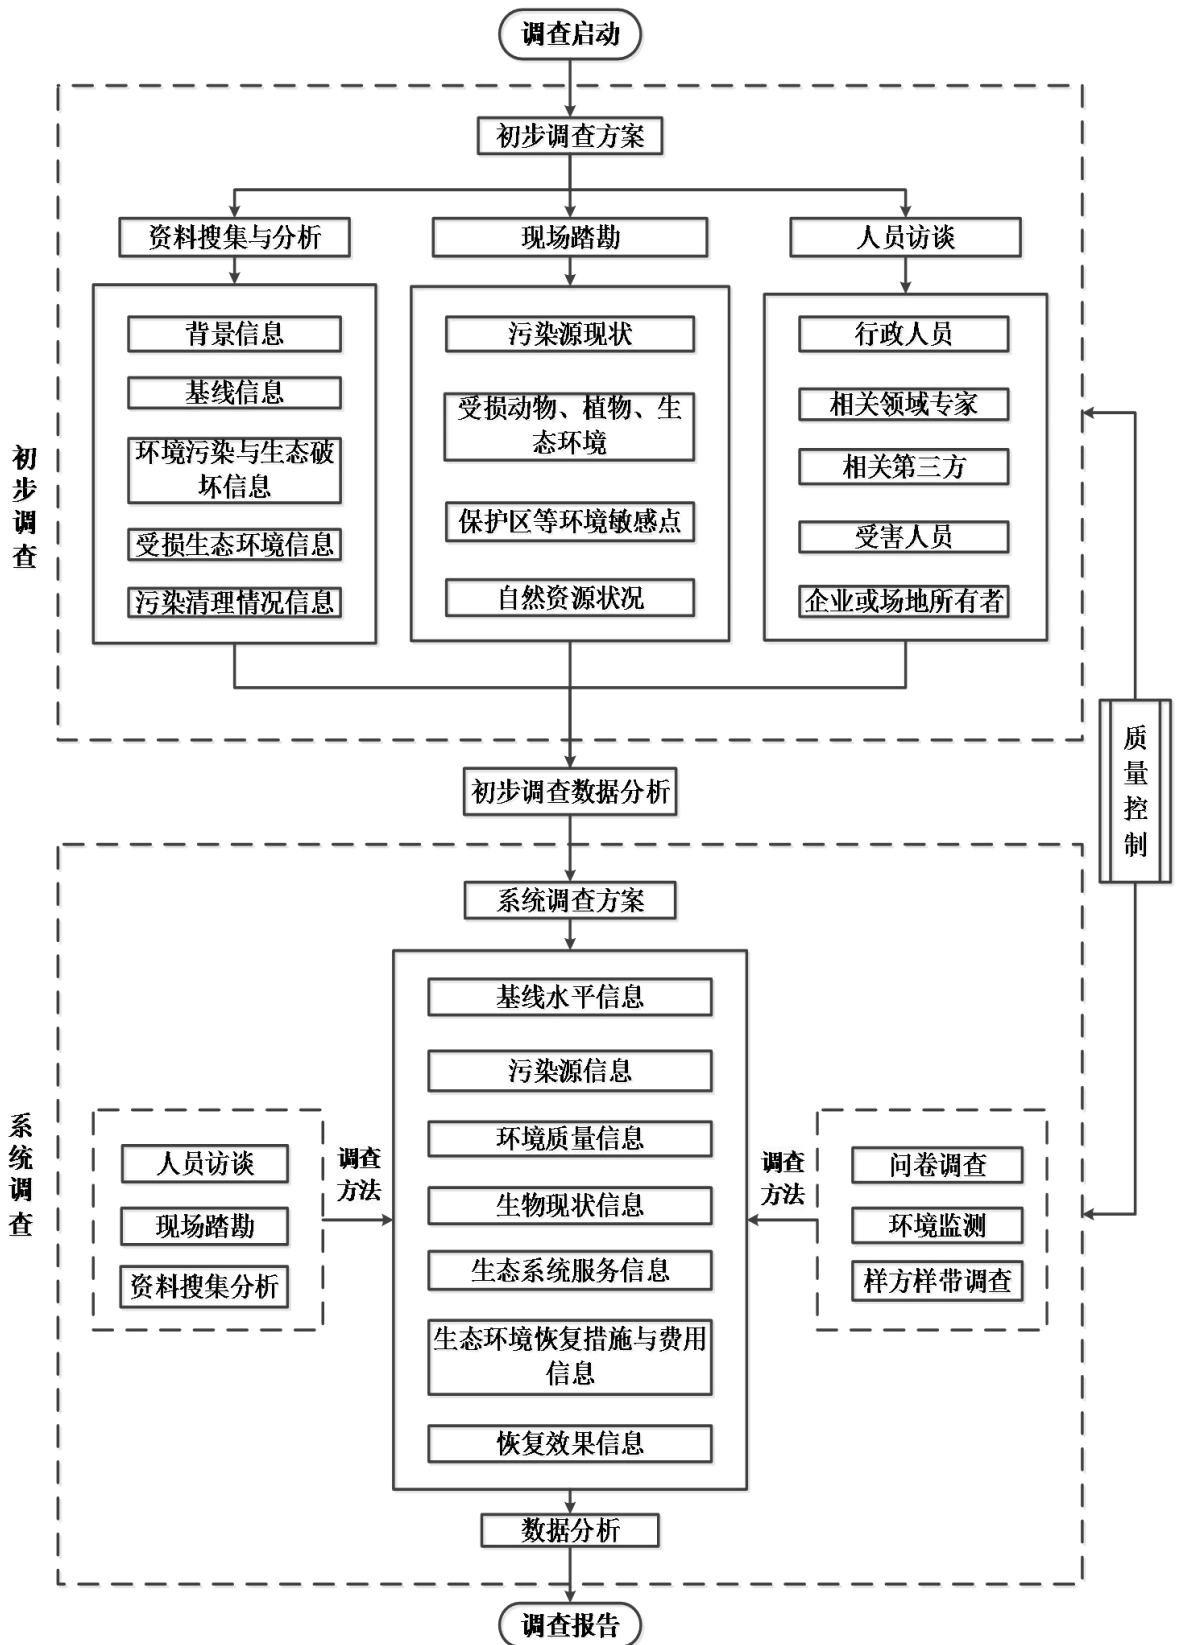 调查启动
初步调查方案
资料搜集与分析
现场踏勘
人员访谈
背景信息
基线信息
环境污染与生态破
坏信息
受损生态环境信息
污染清理情况信息
污染源现状
受损动物、植物、生
态环境
保护区等环境敏感点
自然资源状况
行政人员
相关领域专家
相关第三方
受害人员
企业或场地所有者
初步调查
初步调查数据分析
质量控制
系统调查方案
基线水平信息
污染源信息
环境质量信息
生物现状信息
生态系统服务信息
生态环境恢复措施与费用
信息
恢复效果信息
系统调查
人员访谈
现场踏勘
资料搜集分析
调查
方法
调查
方法
问卷调查
环境监测
样方样带调查
数据分析
调查报告